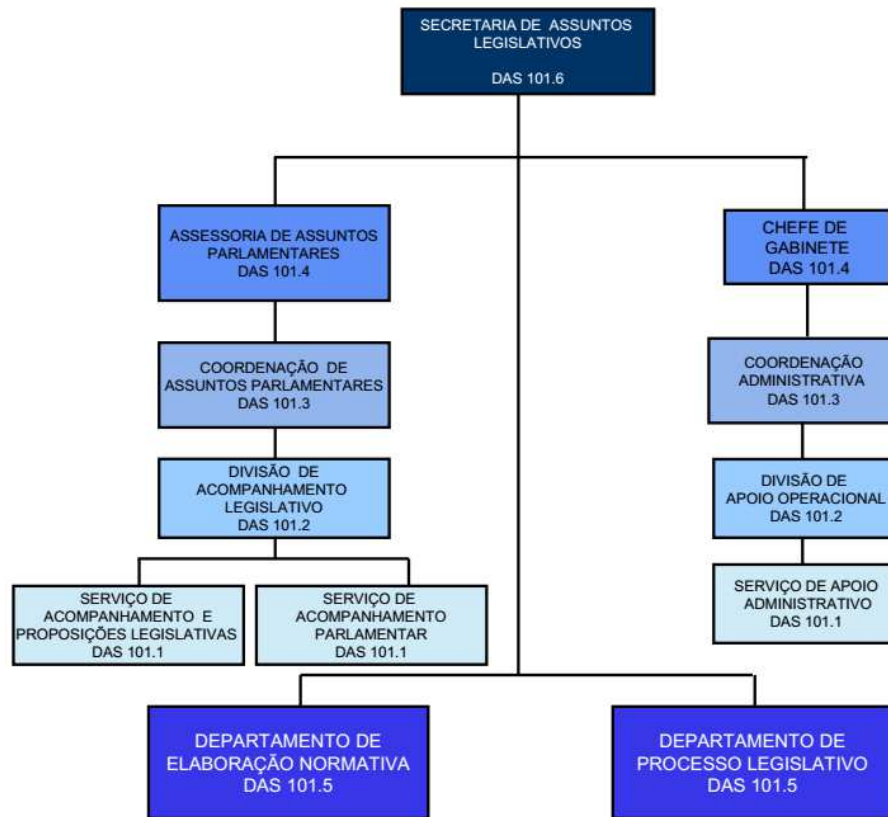 SECRETARIA DE ASSUNTOS
LEGISLATIVOS
DAS 101.6
ASSESSORIA DE ASSUNTOS
PARLAMENTARES
DAS 101.4
CHEFE DE
GABINETE
DAS 101.4
COORDENAÇÃO DE
ASSUNTOS PARLAMENTARES
DAS 101.3
COORDENAÇÃO
ADMINISTRATIVA
DAS 101.3
DIVISÃO DE
ACOMPANHAMENTO
LEGISLATIVO
DAS 101.2
DIVISÃO DE
APOIO OPERACIONAL
DAS 101.2
SERVIÇO DE
ACOMPANHAMENTO E
PROPOSIÇÕES LEGISLATIVAS
DAS 101.1
SERVIÇO DE
ACOMPANHAMENTO
PARLAMENTAR
DAS 101.1
SERVIÇO DE APOIO
ADMINISTRATIVO
DAS 101.1
DEPARTAMENTO DE
ELABORAÇÃO NORMATIVA
DAS 101.5
DEPARTAMENTO DE
PROCESSO LEGISLATIVO
DAS 101.5